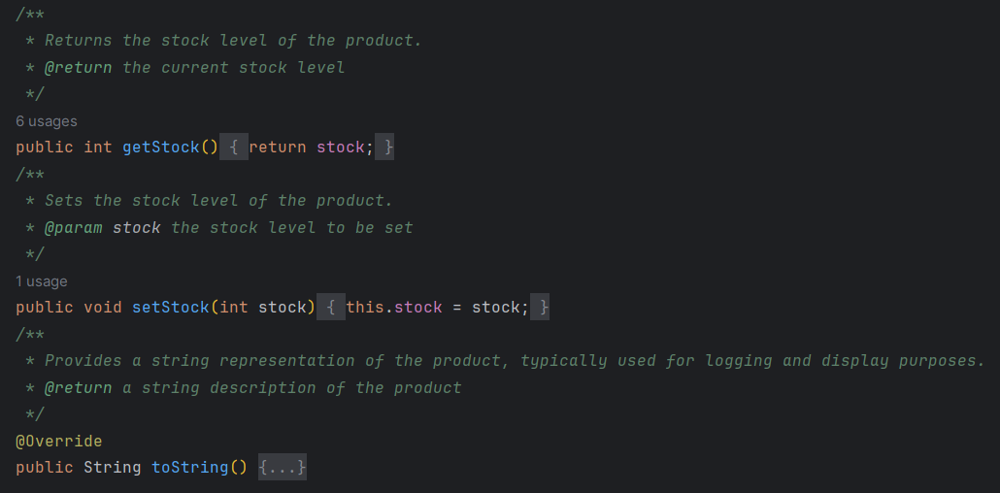 /**
 * Returns the stock level of the product.
 * @return the current stock level
 */
6 usages
public int getStock() { return stock; }
/**
 * Sets the stock level of the product.
 * @param stock the stock level to be set
 */
1 usage
public void setStock(int stock) { this.stock = stock; }
/**
 * Provides a string representation of the product, typically used for logging and display purposes.
 * @return a string description of the product
 */
@Override
public String toString() {...}